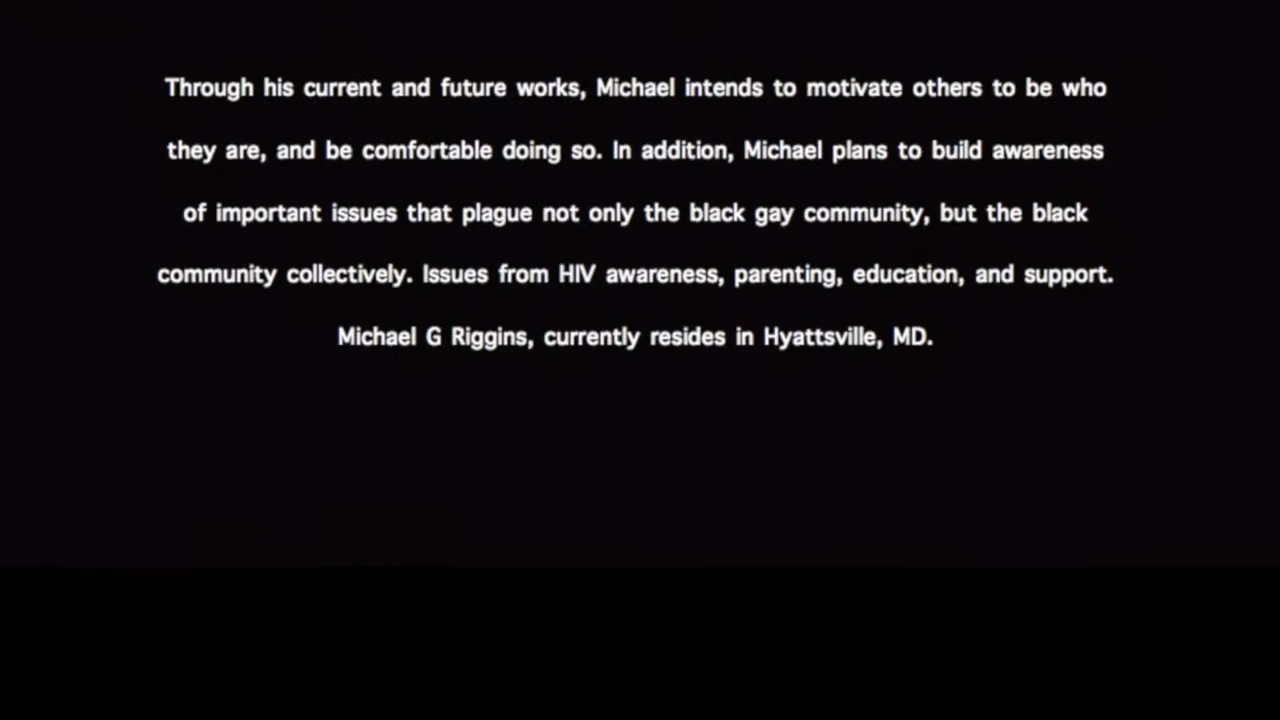 Through his current and future works, Michael intends to motivate others to be who
they are, and be comfortable doing so. In addition, Michael plans to build awareness
of important issues that plague not only the black gay community, but the black
community collectively. Issues from HIV awareness, parenting, education, and support.
Michael G Riggins, currently resides in Hyattsville, MD.